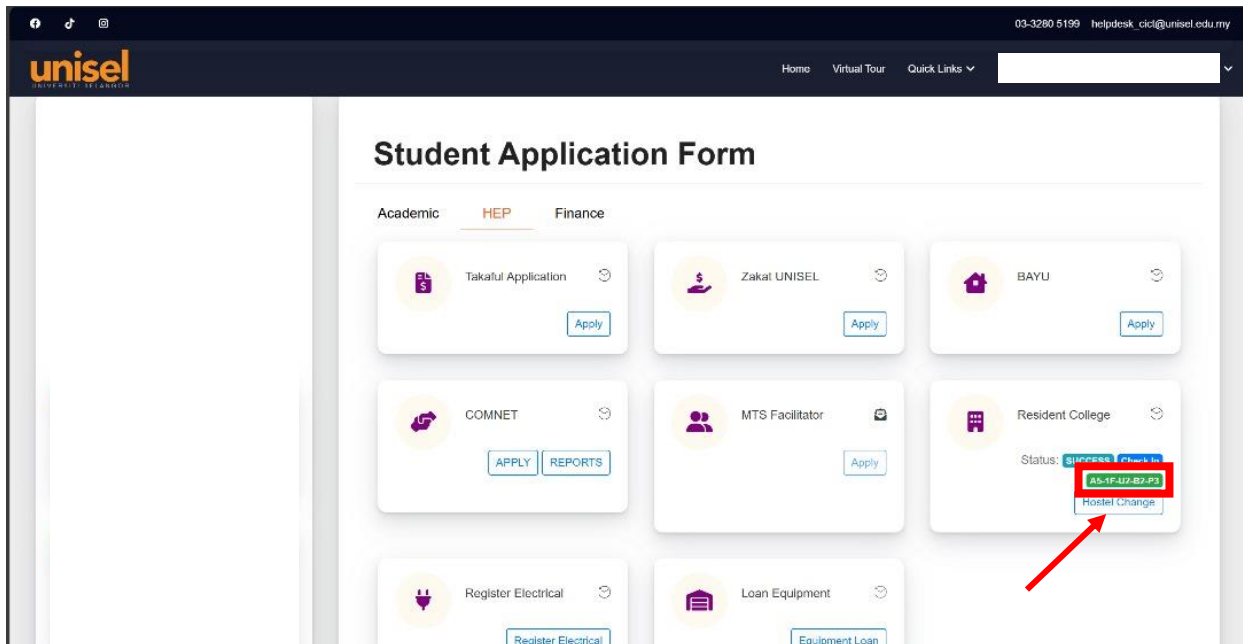 03-3280 5199 helpdesk_cict@unisel.edu.my
unisel
UNIVERSITI SELANGOR
Home Virtual Tour Quick Links
Student Application Form
Academic HEP Finance
Takaful Application
Apply
Zakat UNISEL
Apply
BAYU
Apply
COMNET
APPLY REPORTS
MTS Facilitator
Apply
Resident College
Status: SUCCESS Check In
A5-1F-U2-B2-P3
Hostel Change
Register Electrical
Register Electrical
Loan Equipment
Equipment Loan